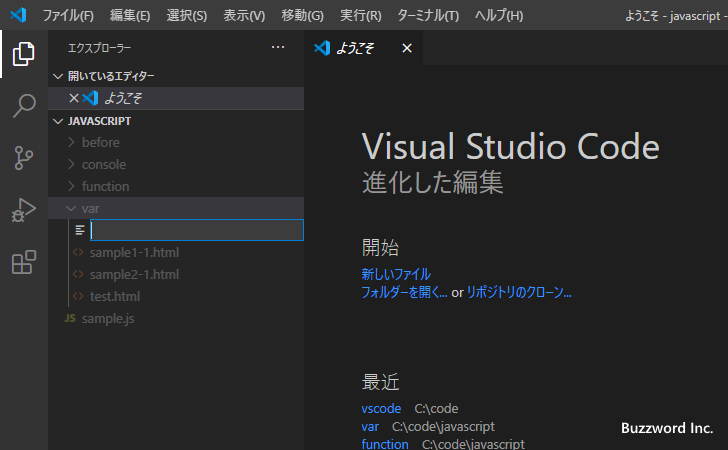 ファイル(F) 編集(E) 選択(S) 表示(V) 移動(G) 実行(R) ターミナル(T) ヘルプ(H) ようこそ - javascript -
エクスプローラー ...
ようこそ
開いているエディター
ようこそ
JAVASCRIPT
before
console
function
var
sample1-1.html
sample2-1.html
test.html
JS sample.js
Visual Studio Code
進化した編集
開始
新しいファイル
フォルダーを開く... or リポジトリのクローン...
最近
vscode C:\code
var C:\code\javascript
function C:\code\javascript
Buzzword Inc.